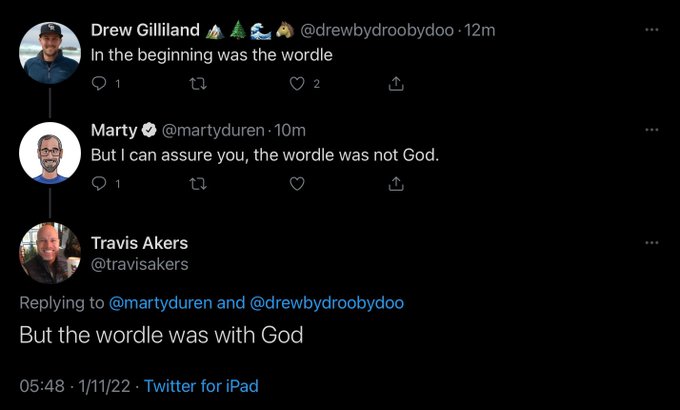 Drew Gilliland 🏔️ 🌲 🌊 🐴 @drewbydroobydoo · 12m
In the beginning was the wordle
1 2
Marty @martyduren · 10m
But I can assure you, the wordle was not God.
1
Travis Akers
@travisakers
Replying to @martyduren and @drewbydroobydoo
But the wordle was with God
05:48 · 1/11/22 · Twitter for iPad